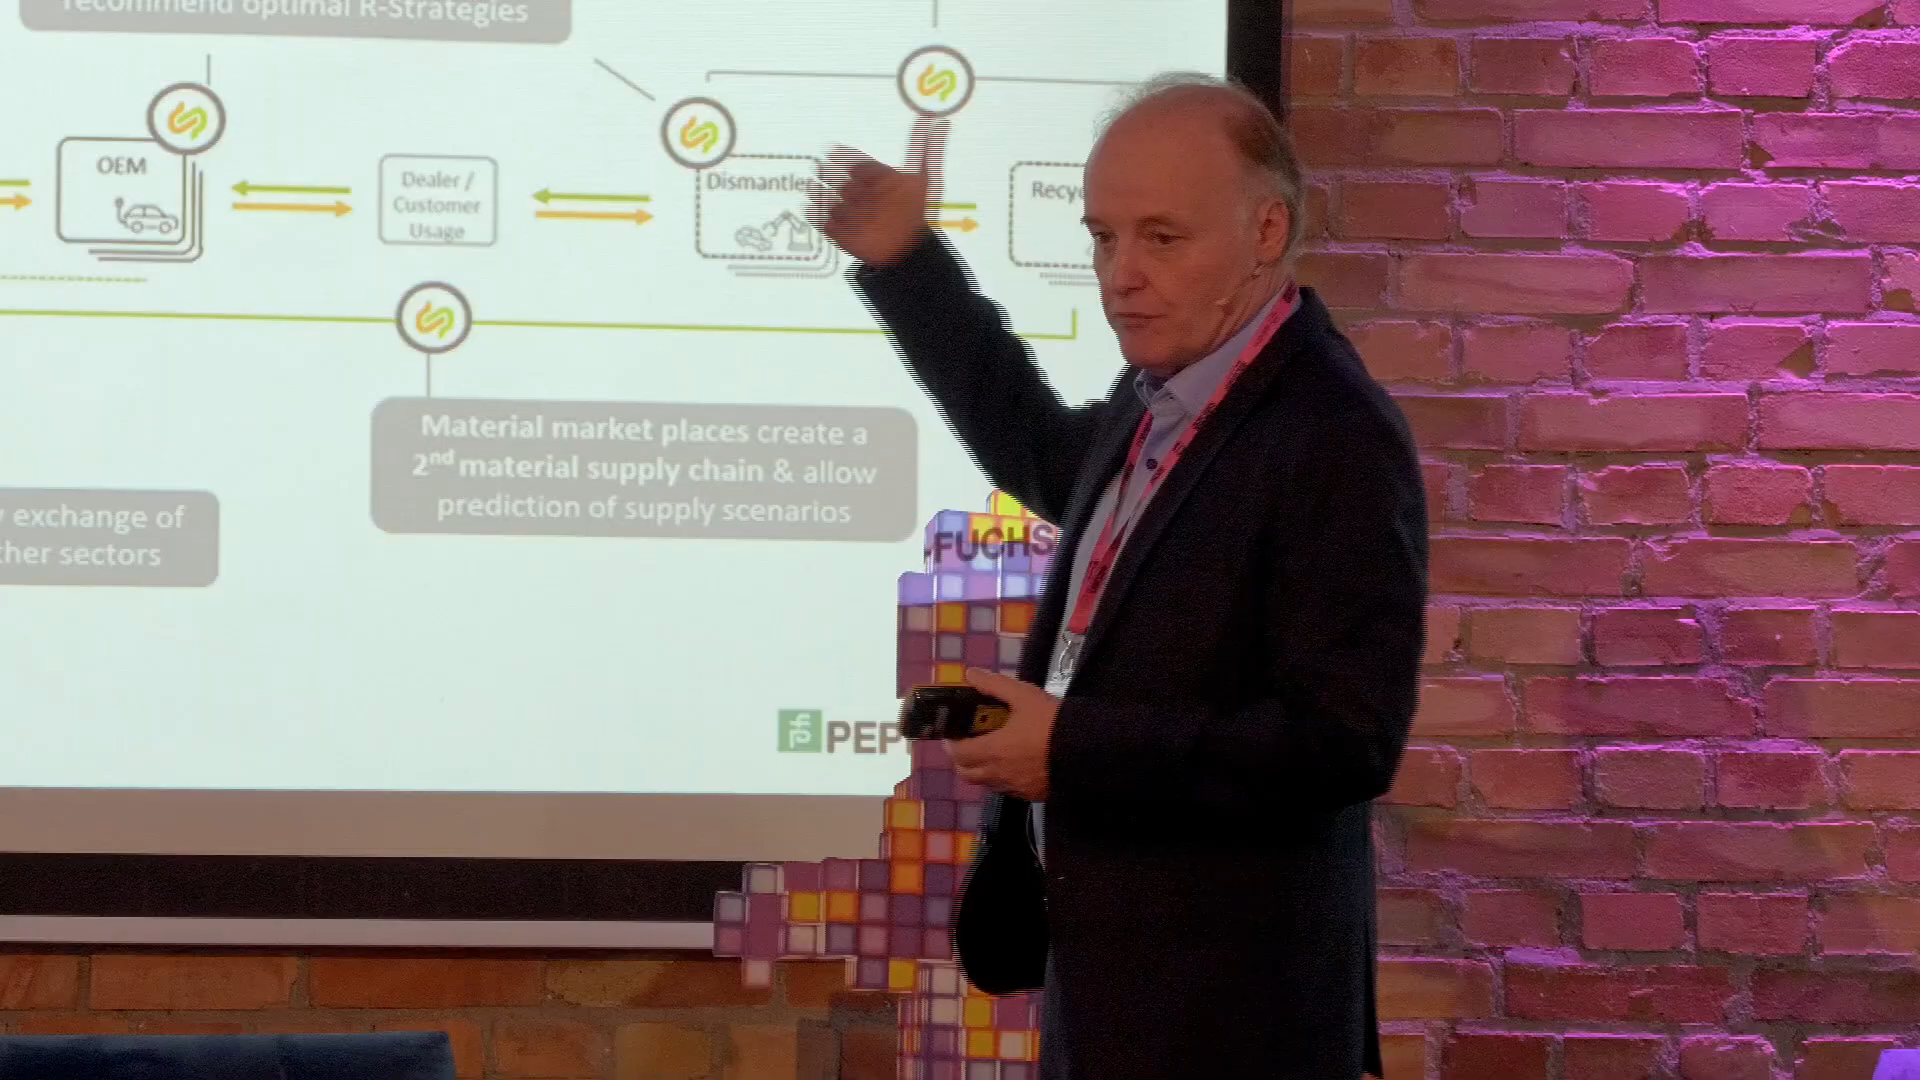 recommend optimal R-Strategies
OEM
Dealer /
Customer
Usage
Dismantler
Recy
Material market places create a
2nd material supply chain & allow
prediction of supply scenarios
exchange of
sectors
FUCHS
PEP